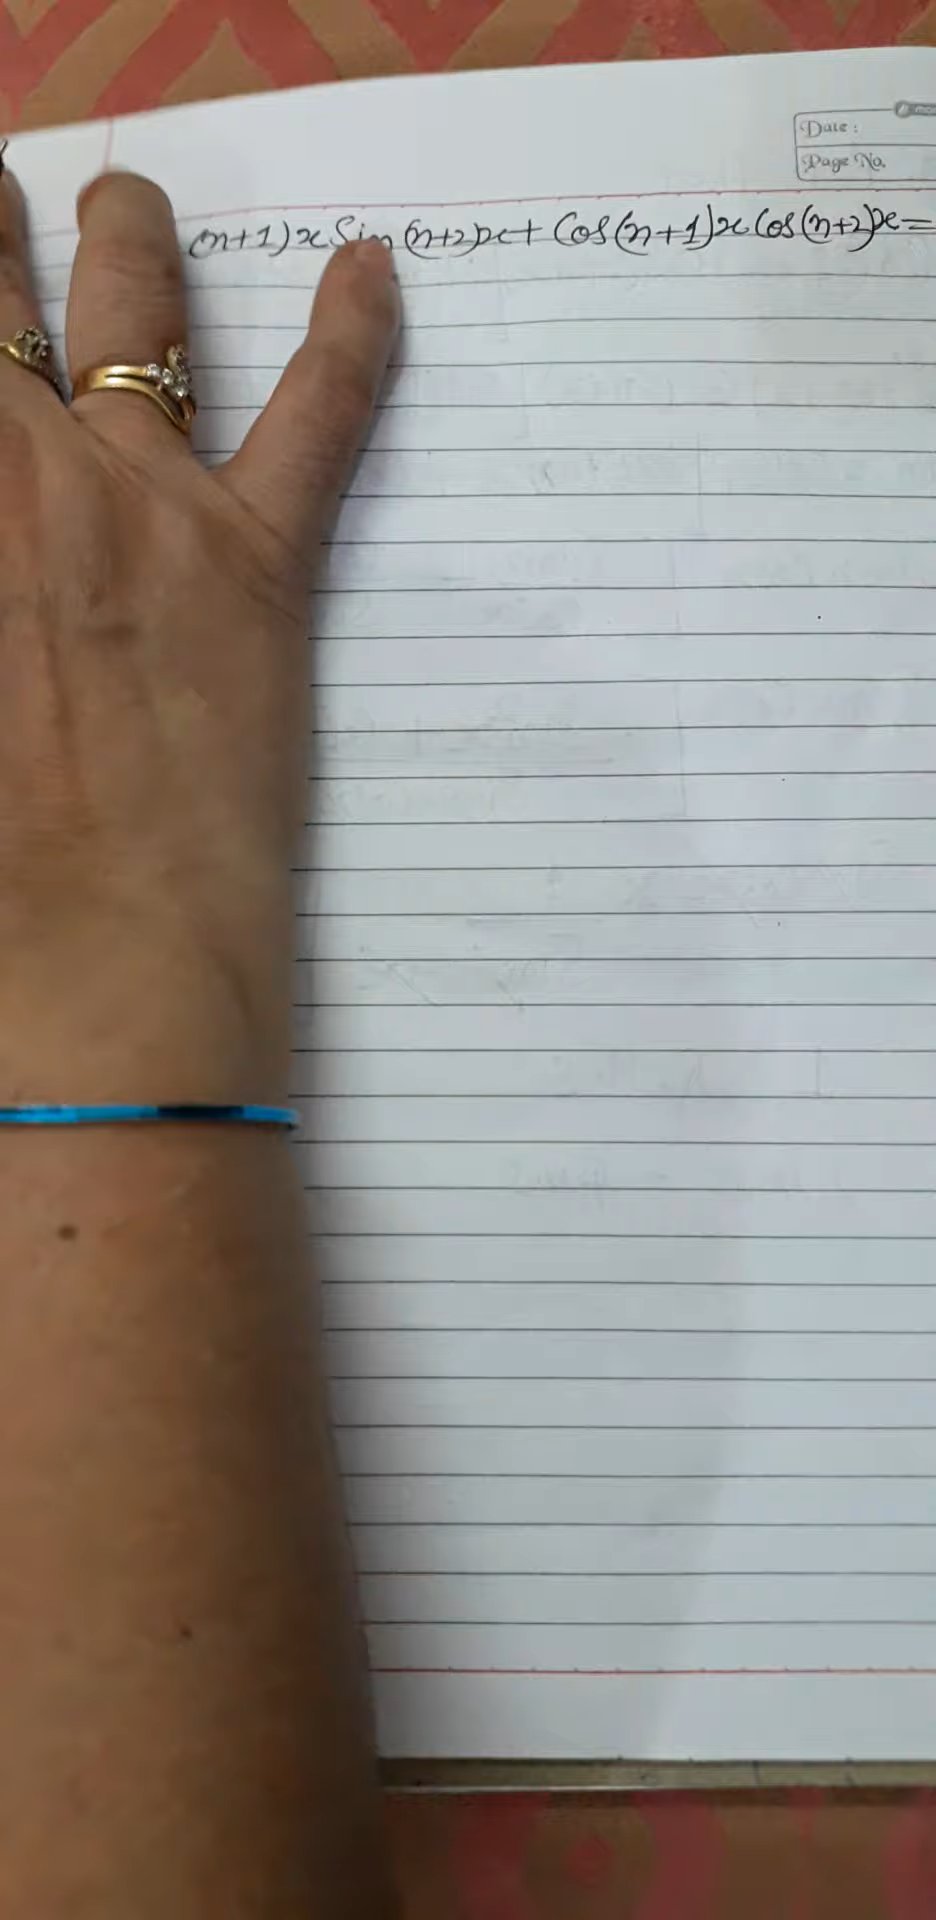 Date :
Page No.
(n+1)x Sin (n+2)x + Cos(n+1)x Cos(n+2)x =